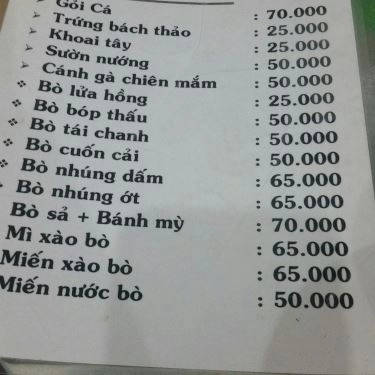 Gỏi Cá : 70.000
Trứng bách thảo : 25.000
Khoai tây : 25.000
Sườn nướng : 50.000
Cánh gà chiên mắm : 50.000
Bò lửa hồng : 25.000
Bò bóp thấu : 50.000
Bò tái chanh : 50.000
Bò cuốn cải : 50.000
Bò nhúng dấm : 65.000
Bò nhúng ớt : 65.000
Bò sả + Bánh mỳ : 70.000
Mì xào bò : 65.000
Miến xào bò : 65.000
Miến nước bò : 50.000